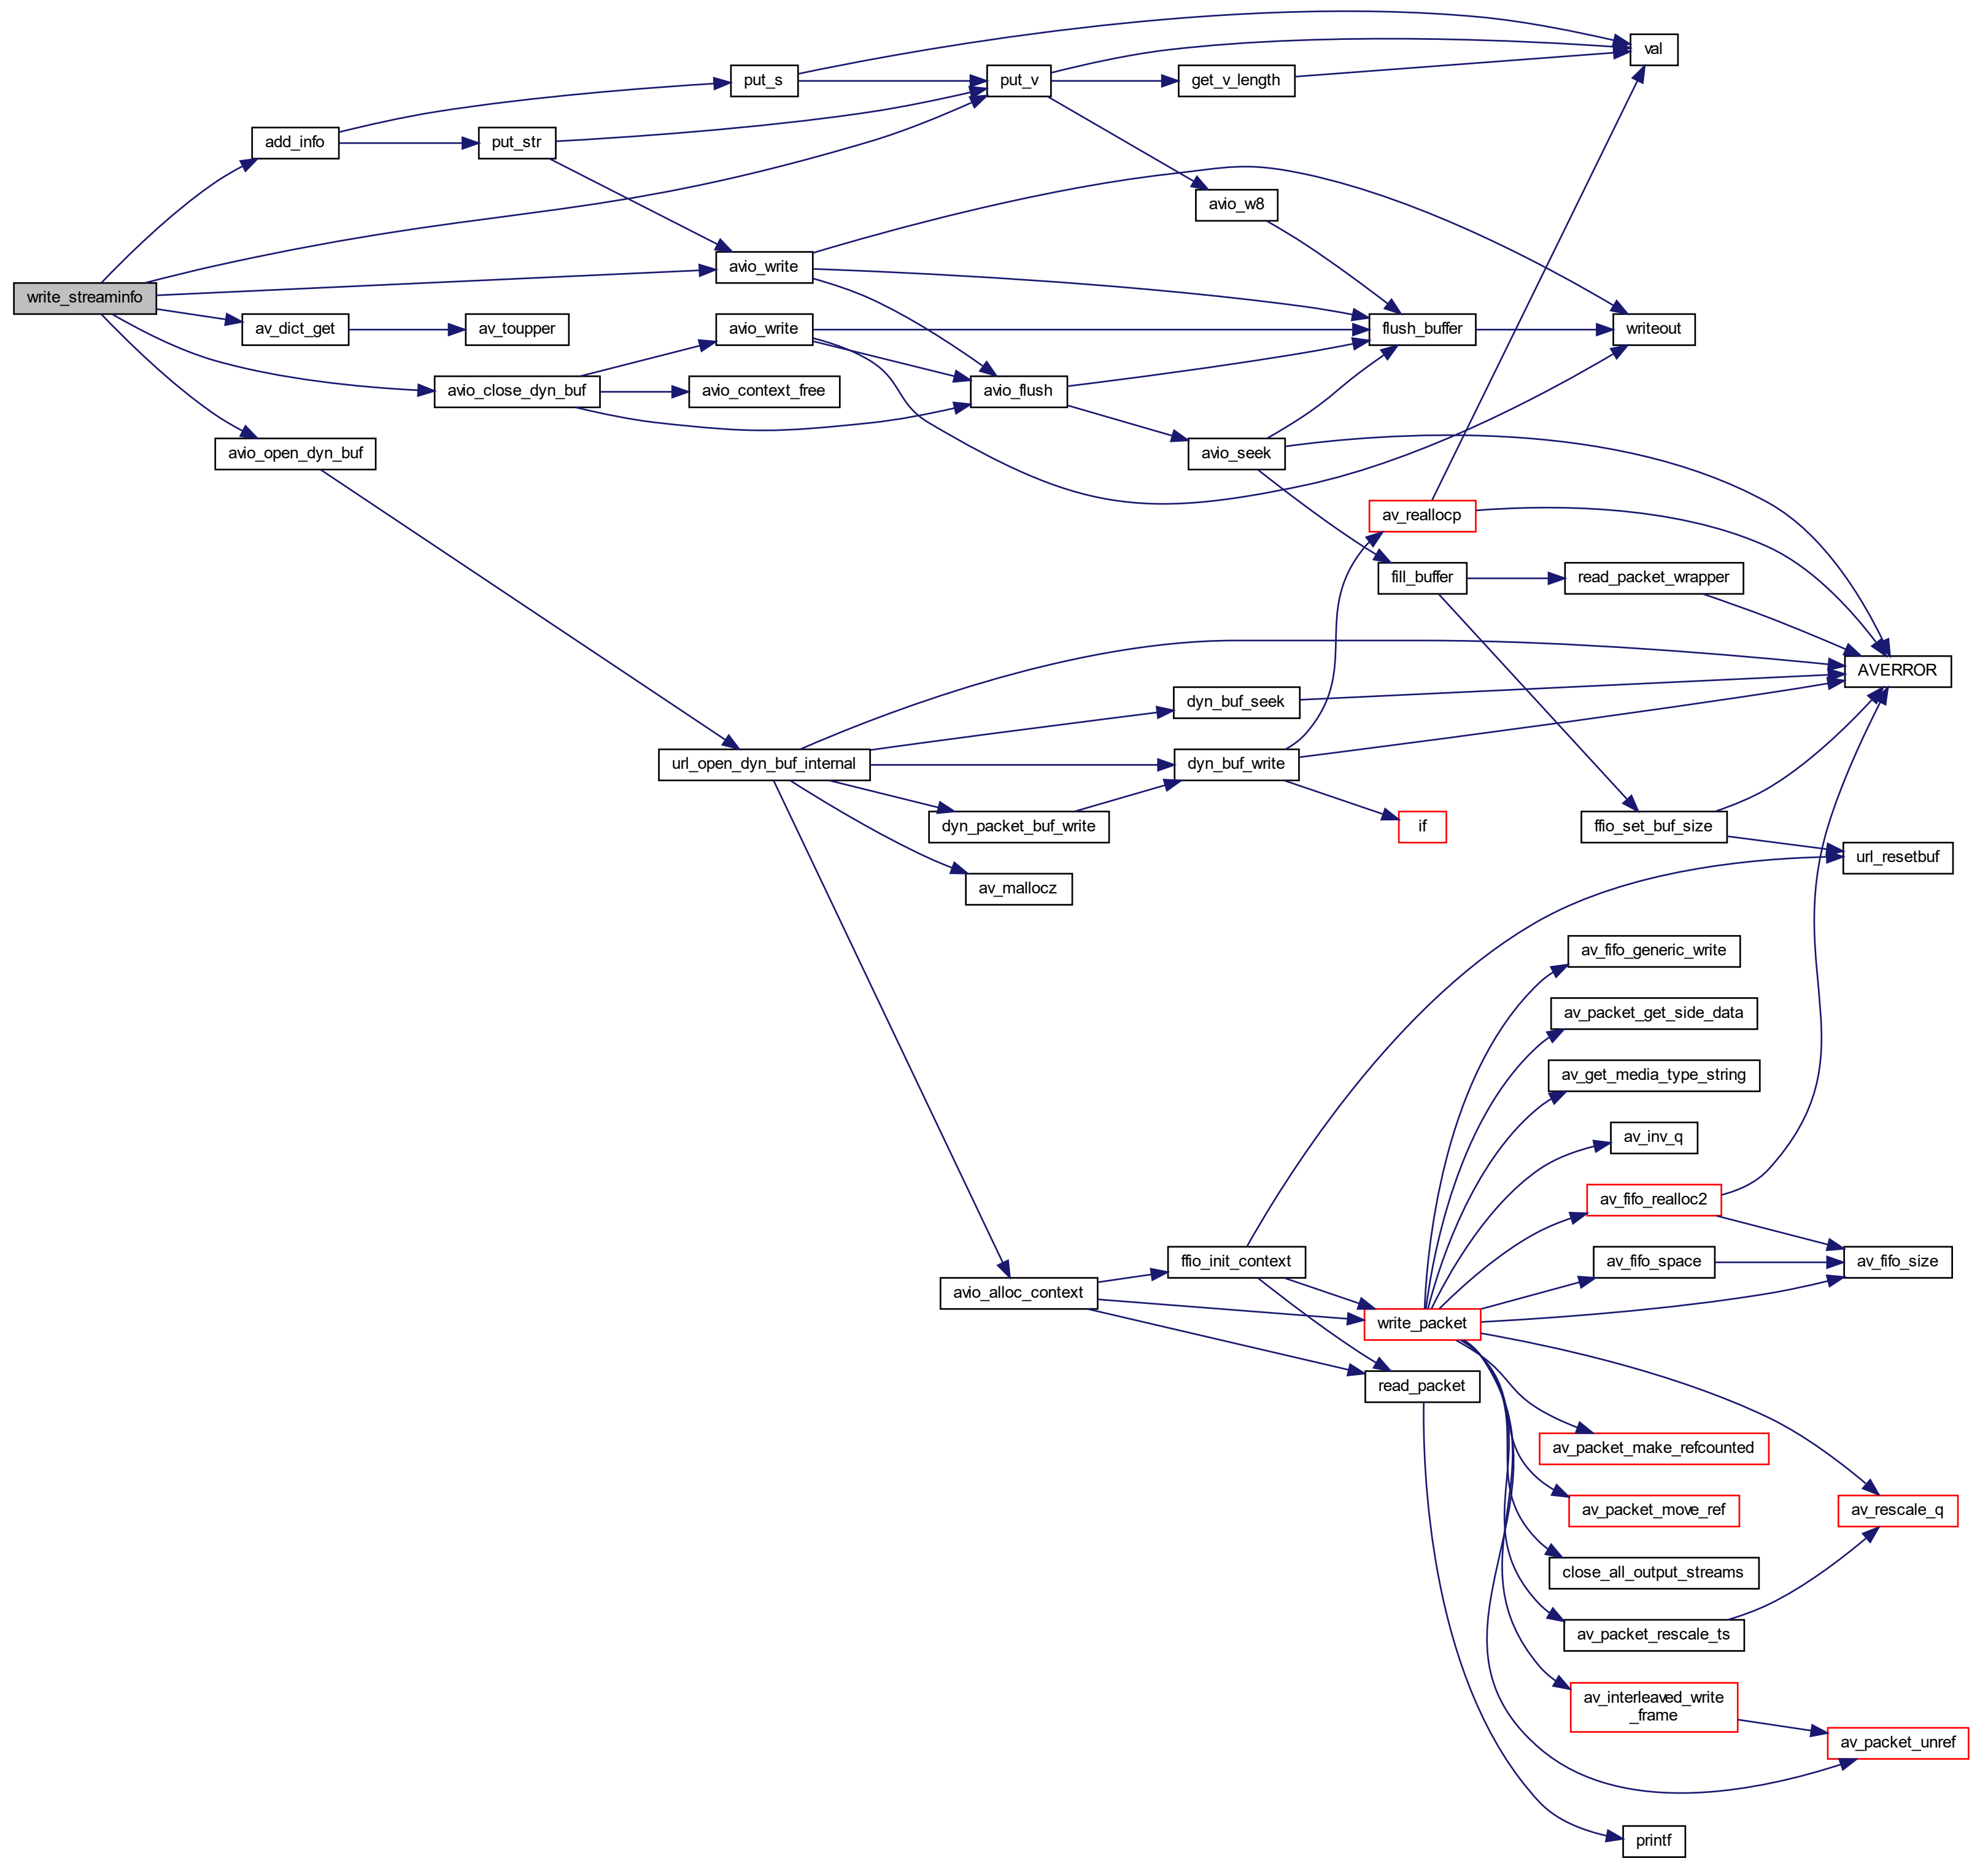 put_s
put_v
get_v_length
val
add_info
put_str
avio_w8
avio_write
write_streaminfo
av_dict_get
av_toupper
avio_write
flush_buffer
writeout
avio_close_dyn_buf
avio_context_free
avio_flush
avio_open_dyn_buf
avio_seek
av_reallocp
fill_buffer
read_packet_wrapper
AVERROR
dyn_buf_seek
url_open_dyn_buf_internal
dyn_buf_write
dyn_packet_buf_write
if
ffio_set_buf_size
url_resetbuf
av_mallocz
av_fifo_generic_write
av_packet_get_side_data
av_get_media_type_string
av_inv_q
av_fifo_realloc2
ffio_init_context
av_fifo_space
av_fifo_size
avio_alloc_context
write_packet
read_packet
av_packet_make_refcounted
av_packet_move_ref
av_rescale_q
close_all_output_streams
av_packet_rescale_ts
av_interleaved_write
_frame
av_packet_unref
printf